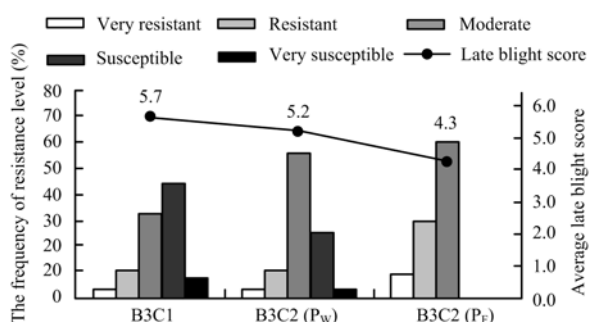 Very resistant Resistant Moderate
Susceptible Very susceptible Late blight score
The frequency of resistance level (%)
80
70
60
50
40
30
20
10
0
5.7 5.2 4.3
6.0
5.0
4.0
3.0
2.0
1.0
0.0
Average late blight score
B3C1 B3C2 (PW) B3C2 (PF)